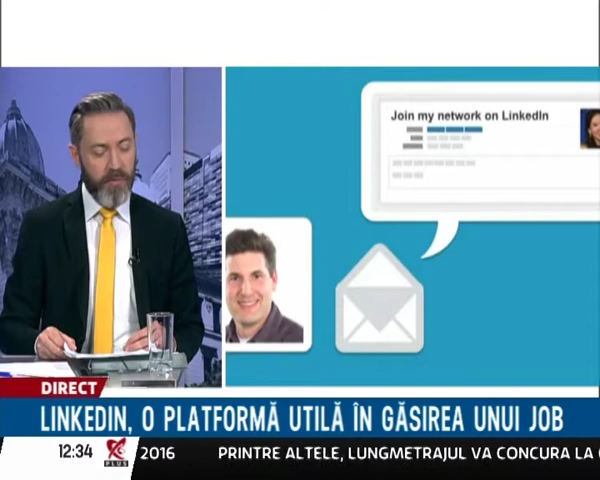 Join my network on LinkedIn
DIRECT
LINKEDIN, O PLATFORMĂ UTILĂ ÎN GĂSIREA UNUI JOB
12:34 PLUS 2016 PRINTRE ALTELE, LUNGMETRAJUL VA CONCURA LA